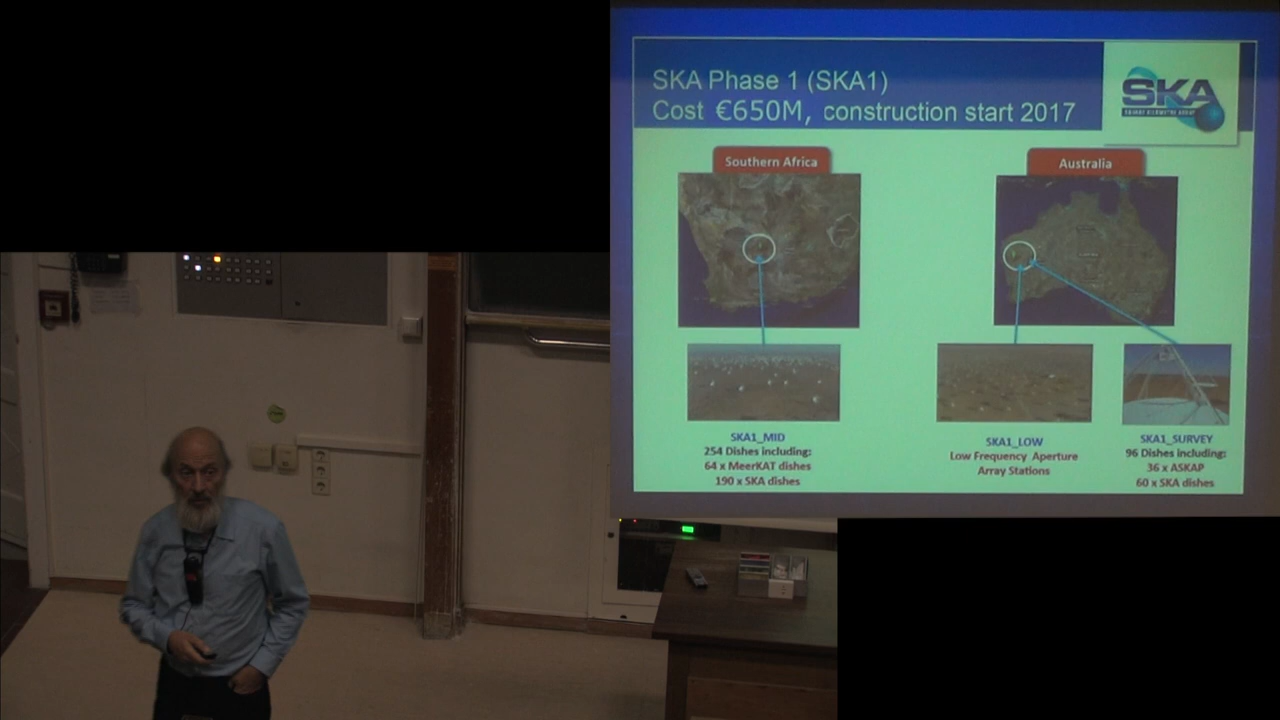 SKA Phase 1 (SKA1)
Cost €650M, construction start 2017
SKA
Southern Africa
Australia
SKA1_MID
254 Dishes including:
64 x MeerKAT dishes
190 x SKA dishes
SKA1_LOW
Low Frequency Aperture
Array Stations
SKA1_SURVEY
96 Dishes including:
36 x ASKAP
60 x SKA dishes